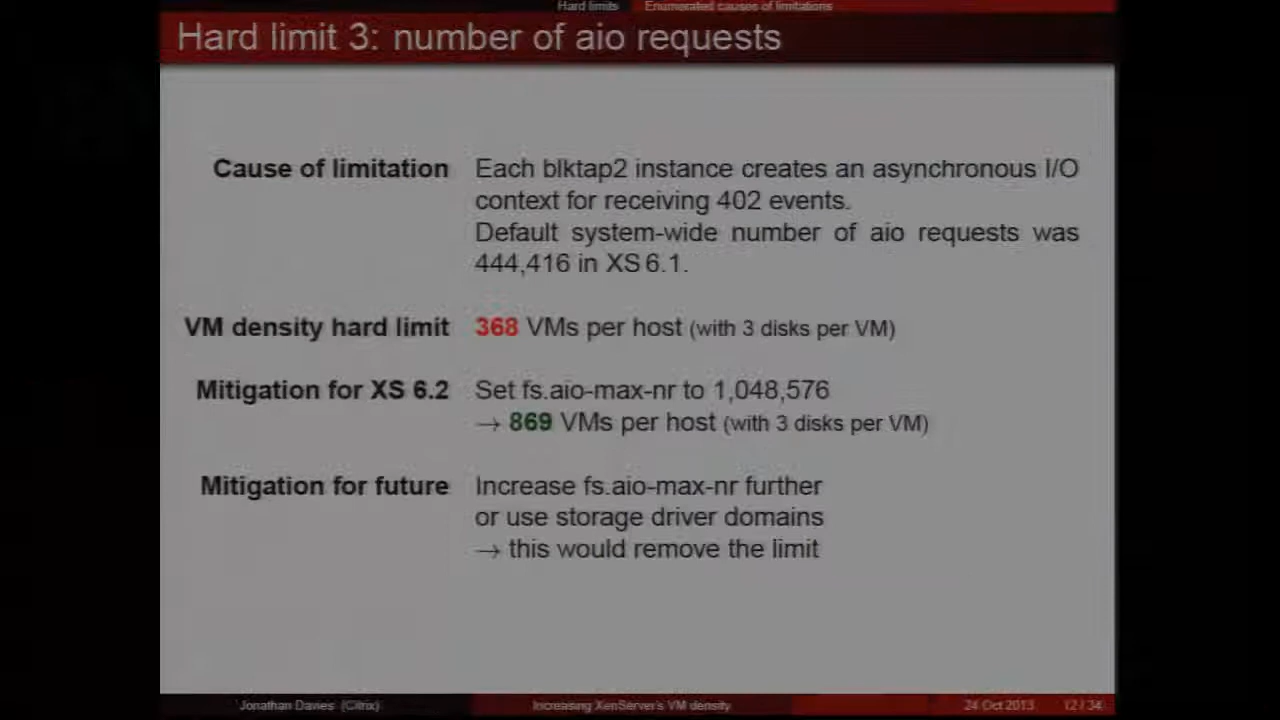 Hard limits Enumerated causes of limitations
Hard limit 3: number of aio requests
Cause of limitation Each blktap2 instance creates an asynchronous I/O
context for receiving 402 events.
Default system-wide number of aio requests was
444,416 in XS 6.1.
VM density hard limit 368 VMs per host (with 3 disks per VM)
Mitigation for XS 6.2 Set fs.aio-max-nr to 1,048,576
→ 869 VMs per host (with 3 disks per VM)
Mitigation for future Increase fs.aio-max-nr further
or use storage driver domains
→ this would remove the limit
Jonathan Davies (Citrix) Increasing XenServer's VM density 24 Oct 2013 12 / 34